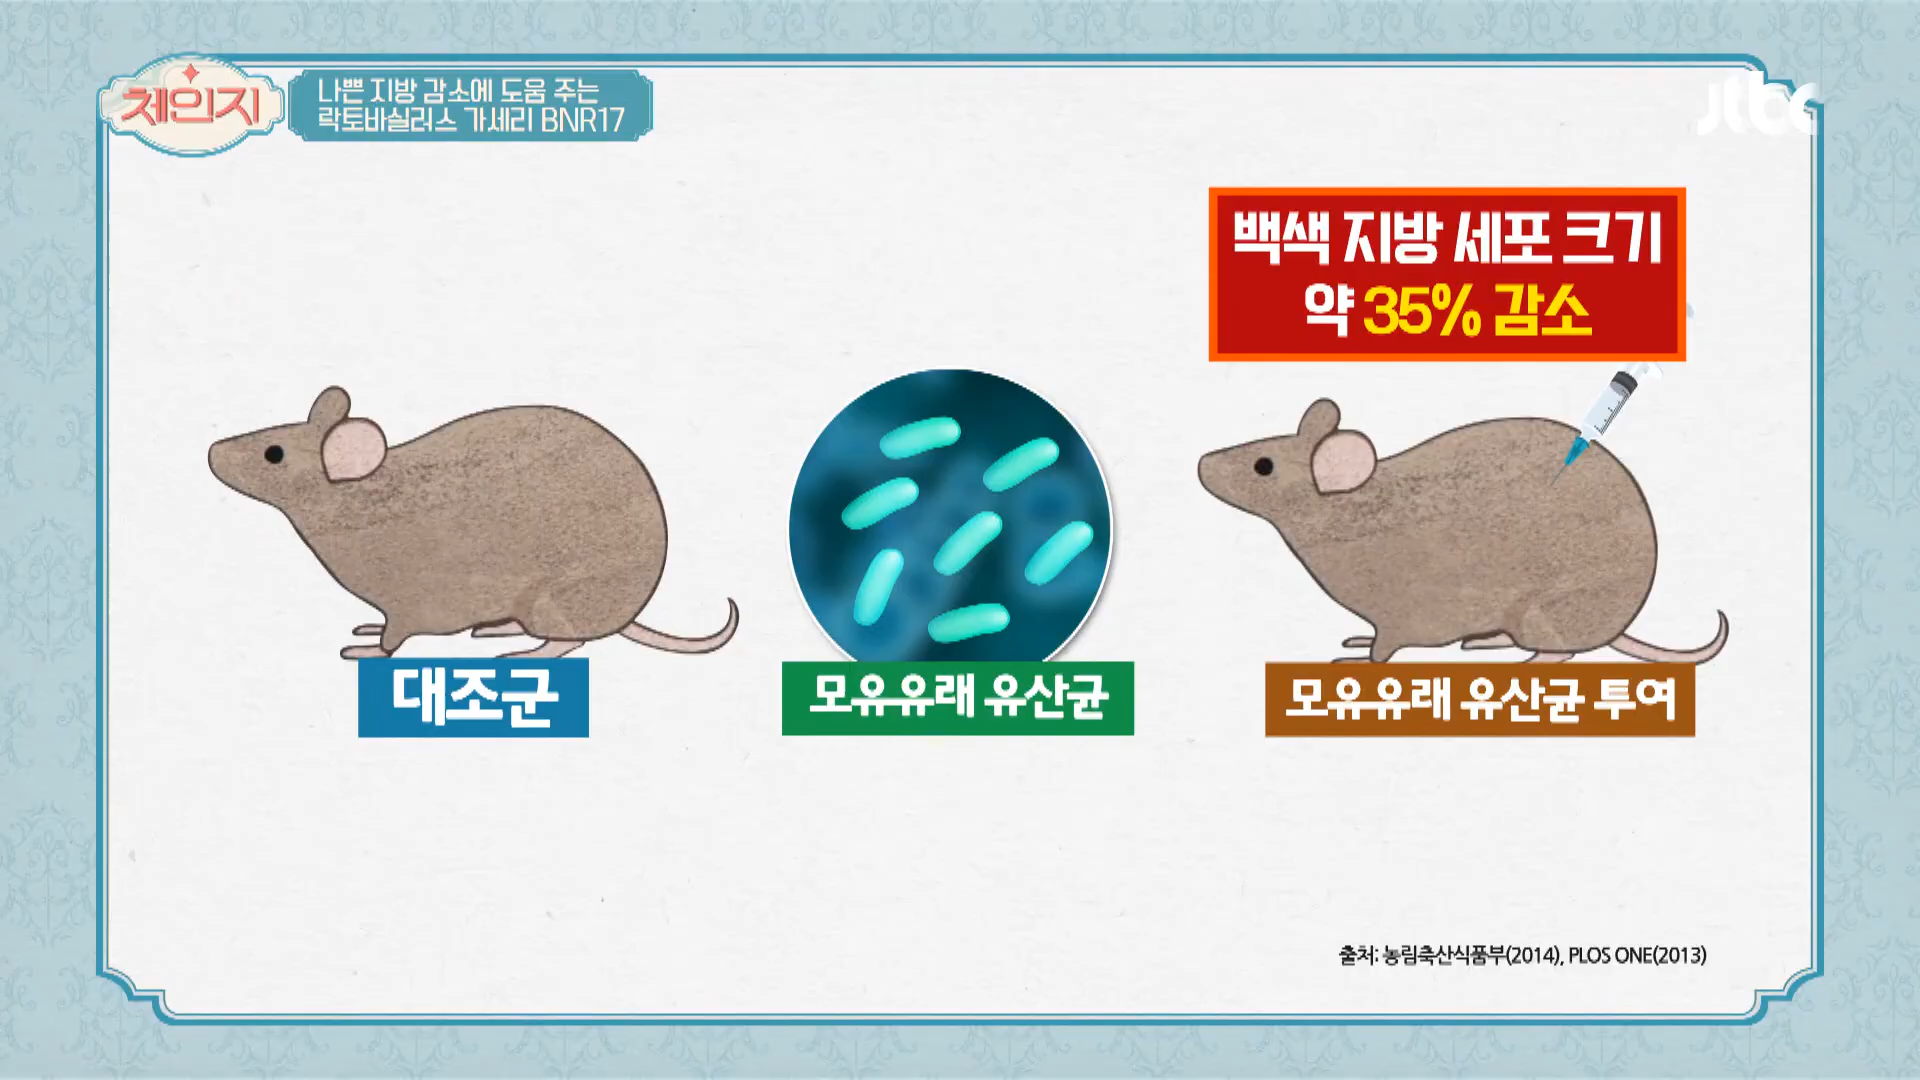 체인지
나쁜 지방 감소에 도움 주는
락토바실러스 가세리 BNR17
jtbc
백색 지방 세포 크기
약 35% 감소
대조군
모유유래 유산균
모유유래 유산균 투여
출처: 농림축산식품부(2014), PLOS ONE(2013)